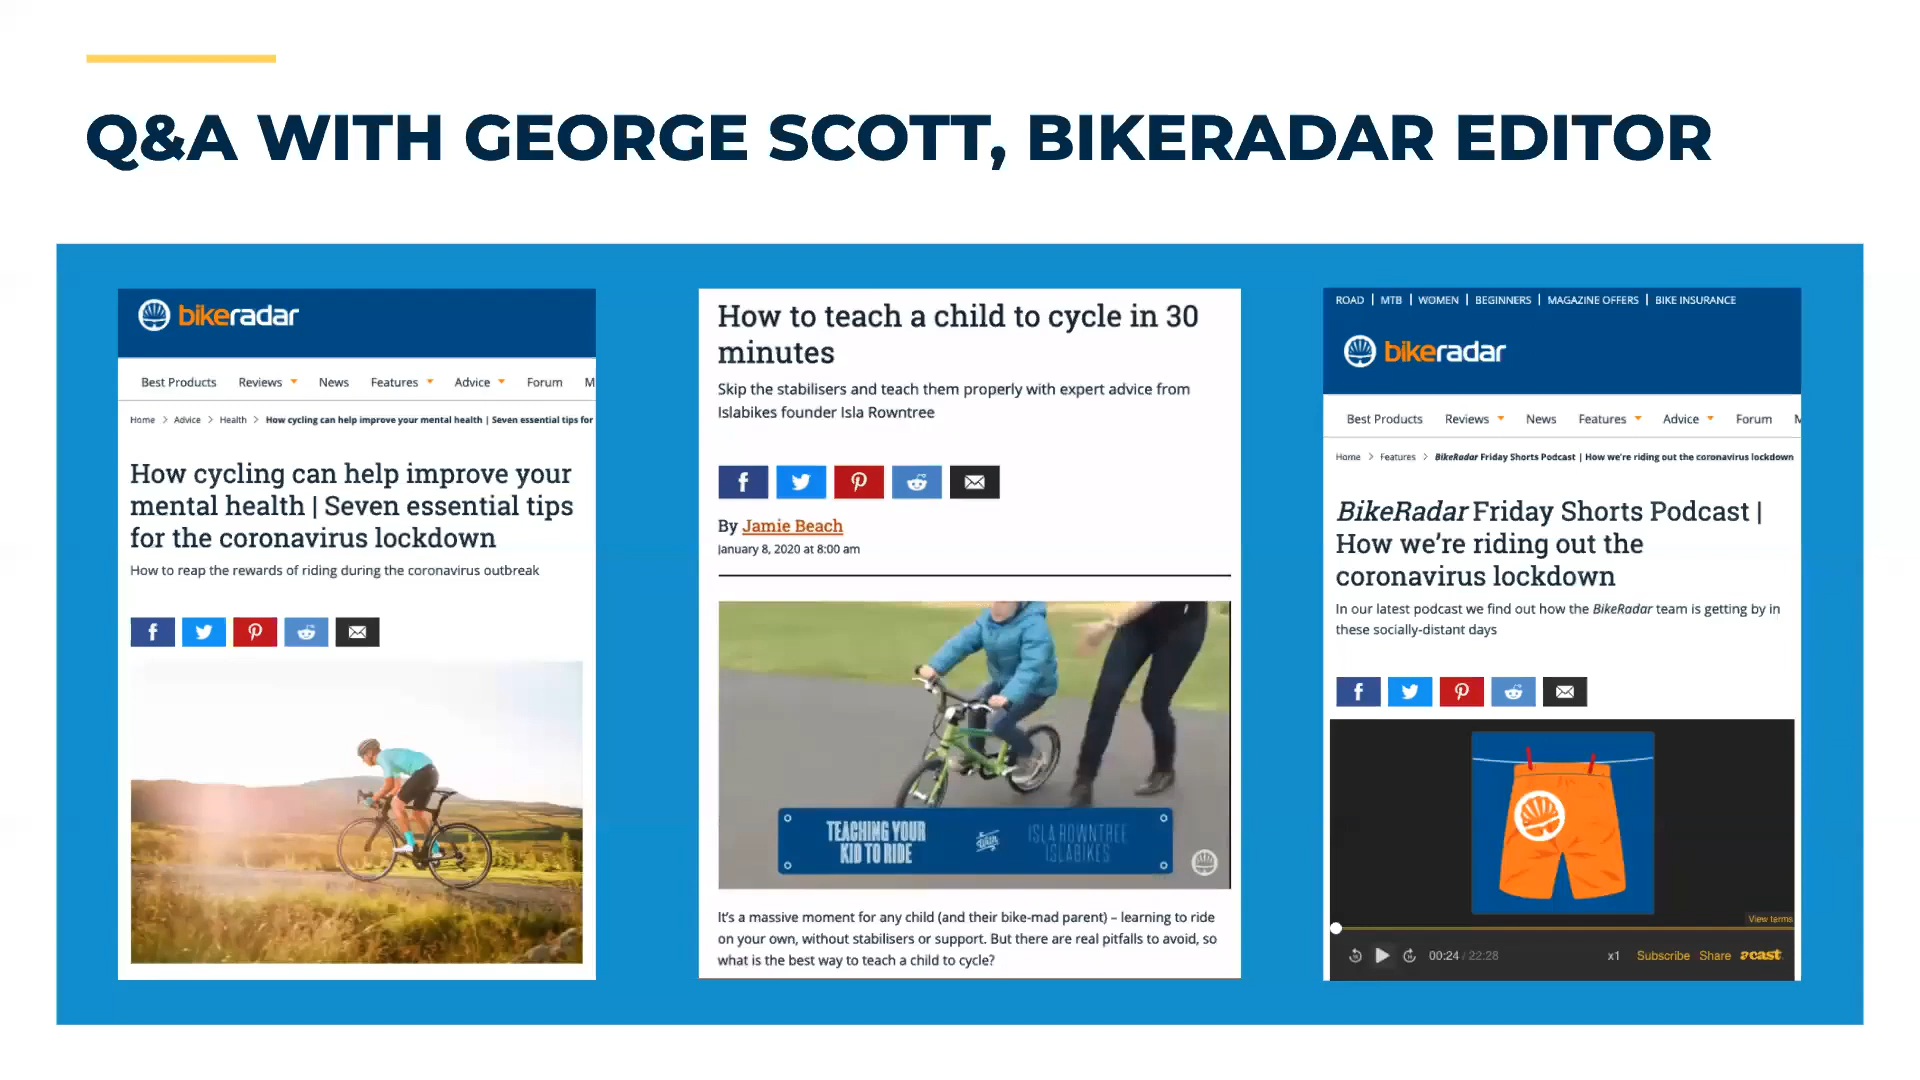 Q&A WITH GEORGE SCOTT, BIKERADAR EDITOR
bikeradar
Best Products Reviews News Features Advice Forum M
Home > Advice > Health > How cycling can help improve your mental health | Seven essential tips for
How cycling can help improve your
mental health | Seven essential tips
for the coronavirus lockdown
How to reap the rewards of riding during the coronavirus outbreak
How to teach a child to cycle in 30
minutes
Skip the stabilisers and teach them properly with expert advice from
Islabikes founder Isla Rowntree
By Jamie Beach
January 8, 2020 at 8:00 am
TEACHING YOUR
KID TO RIDE
ISLA ROWNTREE
ISLABIKES
It's a massive moment for any child (and their bike-mad parent) – learning to ride
on your own, without stabilisers or support. But there are real pitfalls to avoid, so
what is the best way to teach a child to cycle?
ROAD | MTB | WOMEN | BEGINNERS | MAGAZINE OFFERS | BIKE INSURANCE
bikeradar
Best Products Reviews News Features Advice Forum M
Home > Features > BikeRadar Friday Shorts Podcast | How we're riding out the coronavirus lockdown
BikeRadar Friday Shorts Podcast |
How we're riding out the
coronavirus lockdown
In our latest podcast we find out how the BikeRadar team is getting by in
these socially-distant days
View terms
00:24 / 22:28 x1 Subscribe Share acast